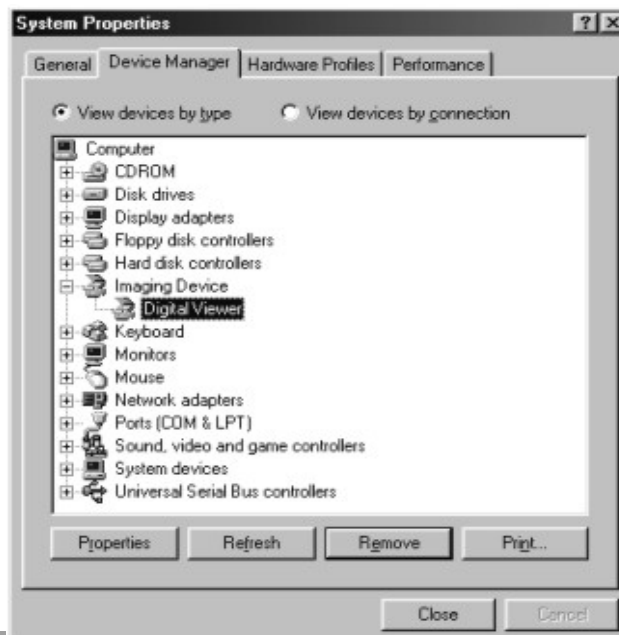 System Properties
General Device Manager Hardware Profiles Performance
View devices by type View devices by connection
Computer
CDROM
Disk drives
Display adapters
Floppy disk controllers
Hard disk controllers
Imaging Device
Digital Viewer
Keyboard
Monitors
Mouse
Network adapters
Ports (COM & LPT)
Sound, video and game controllers
System devices
Universal Serial Bus controllers
Properties Refresh Remove Print...
Close Cancel